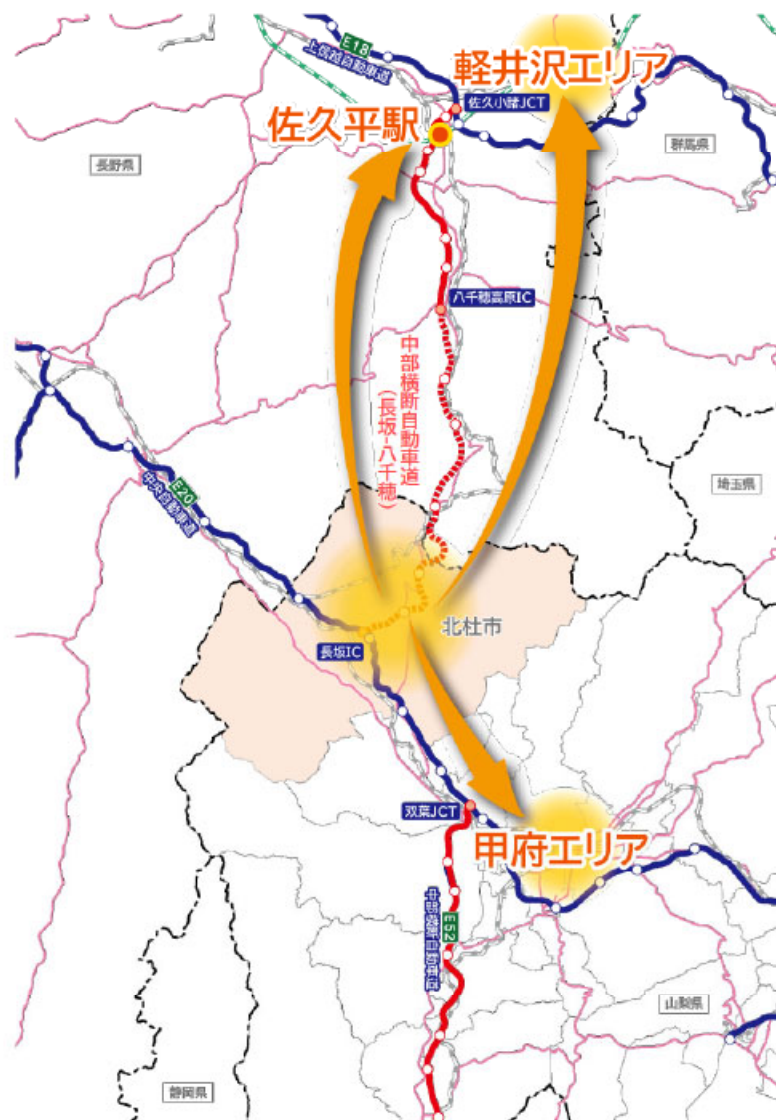 E18
上信越自動車道
軽井沢エリア
佐久小諸JCT
佐久平駅
群馬県
長野県
八千穂高原IC
中部横断自動車道
(長坂-八千穂)
埼玉県
E20
中央自動車道
北杜市
長坂IC
双葉JCT
甲府エリア
E52
中部横断自動車道
山梨県
静岡県